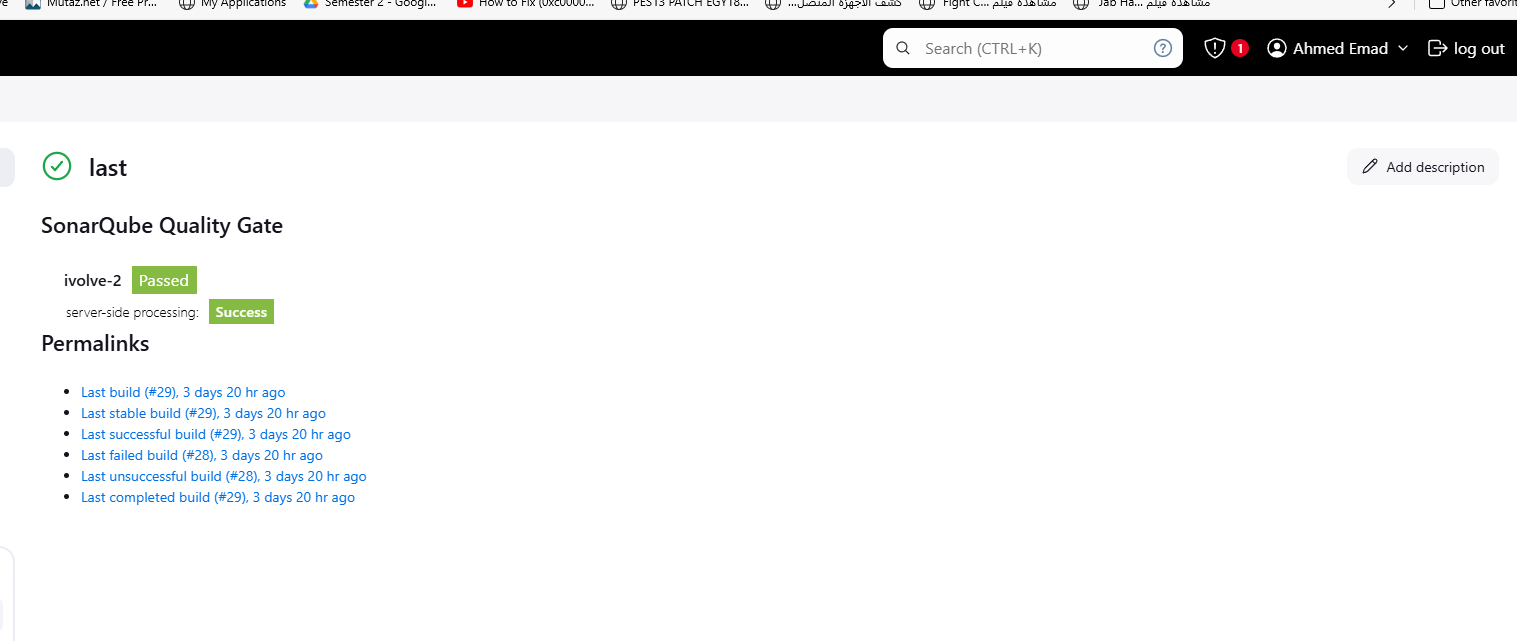 Mutaz.net / Free Pr... My Applications Semester 2 - Googl... How to Fix (0xc0000... PES13 PATCH EGY18... كشف الأجهزة المتصل... مشاهدة فيلم Fight C... مشاهدة فيلم Jab Ha... Other favorit
Search (CTRL+K) ? 1 Ahmed Emad log out
last Add description
SonarQube Quality Gate
ivolve-2 Passed
server-side processing: Success
Permalinks
• Last build (#29), 3 days 20 hr ago
• Last stable build (#29), 3 days 20 hr ago
• Last successful build (#29), 3 days 20 hr ago
• Last failed build (#28), 3 days 20 hr ago
• Last unsuccessful build (#28), 3 days 20 hr ago
• Last completed build (#29), 3 days 20 hr ago